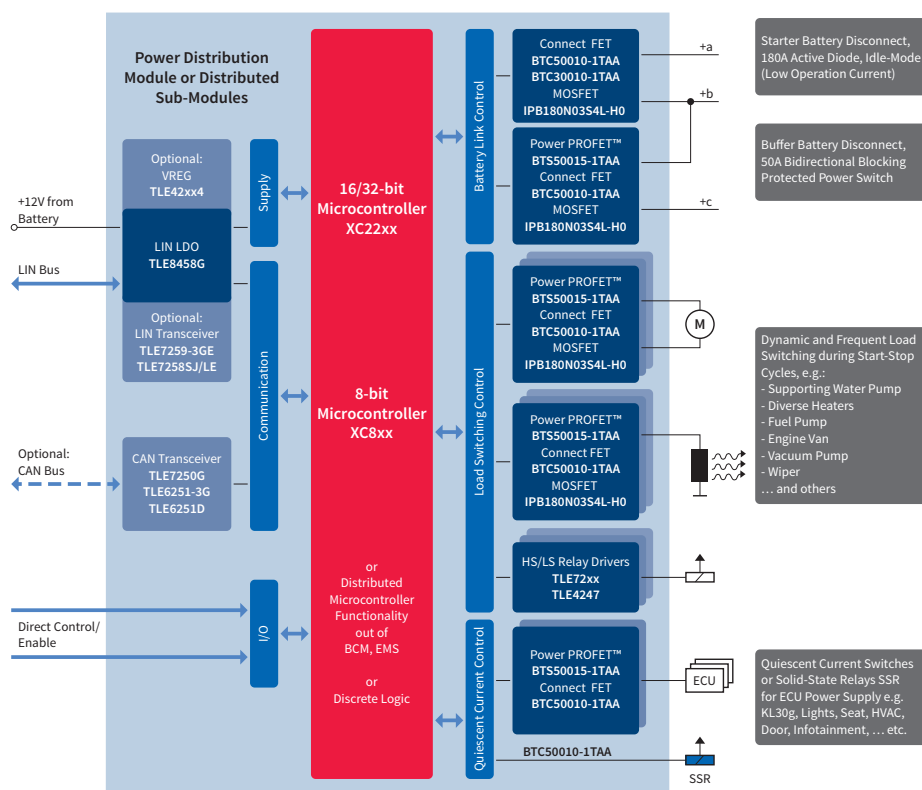 Power Distribution
Module or Distributed
Sub-Modules
Optional:
VREG
TLE42xx4
+12V from
Battery
LIN LDO
TLE8458G
LIN Bus
Optional:
LIN Transceiver
TLE7259-3GE
TLE7258SJ/LE
Optional:
CAN Bus
CAN Transceiver
TLE7250G
TLE6251-3G
TLE6251D
Direct Control/
Enable
Supply
Communication
I/O
16/32-bit
Microcontroller
XC22xx
8-bit
Microcontroller
XC8xx
or
Distributed
Microcontroller
Functionality
out of
BCM, EMS
or
Discrete Logic
Battery Link Control
Load Switching Control
Quiescent Current Control
Connect FET
BTC50010-1TAA
BTC30010-1TAA
MOSFET
IPB180N03S4L-H0
Power PROFET™
BTS50015-1TAA
Connect FET
BTC50010-1TAA
MOSFET
IPB180N03S4L-H0
Power PROFET™
BTS50015-1TAA
Connect FET
BTC50010-1TAA
MOSFET
IPB180N03S4L-H0
Power PROFET™
BTS50015-1TAA
Connect FET
BTC50010-1TAA
MOSFET
IPB180N03S4L-H0
HS/LS Relay Drivers
TLE72xx
TLE4247
Power PROFET™
BTS50015-1TAA
Connect FET
BTC50010-1TAA
BTC50010-1TAA
+a
+b
+c
M
ECU
SSR
Starter Battery Disconnect,
180A Active Diode, Idle-Mode
(Low Operation Current)
Buffer Battery Disconnect,
50A Bidirectional Blocking
Protected Power Switch
Dynamic and Frequent Load
Switching during Start-Stop
Cycles, e.g.:
- Supporting Water Pump
- Diverse Heaters
- Fuel Pump
- Engine Van
- Vacuum Pump
- Wiper
… and others
Quiescent Current Switches
or Solid-State Relays SSR
for ECU Power Supply e.g.
KL30g, Lights, Seat, HVAC,
Door, Infotainment, … etc.